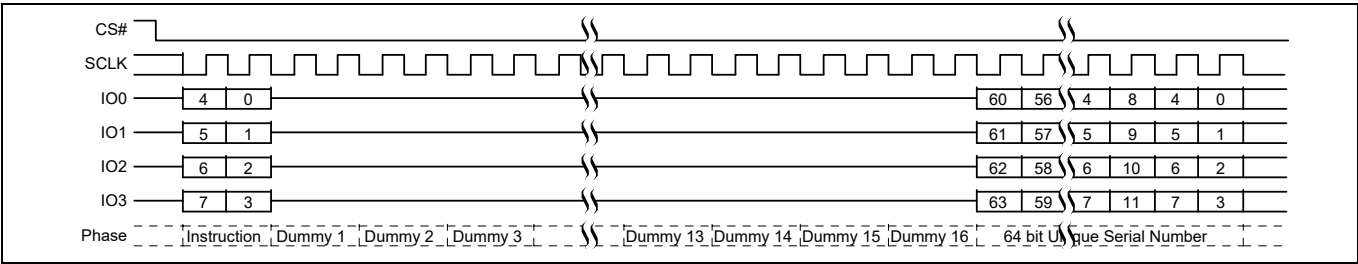 CS#
SCLK
IO0 4 0 60 56 4 8 4 0
IO1 5 1 61 57 5 9 5 1
IO2 6 2 62 58 6 10 6 2
IO3 7 3 63 59 7 11 7 3
Phase Instruction Dummy 1 Dummy 2 Dummy 3 Dummy 13 Dummy 14 Dummy 15 Dummy 16 64 bit Unique Serial Number